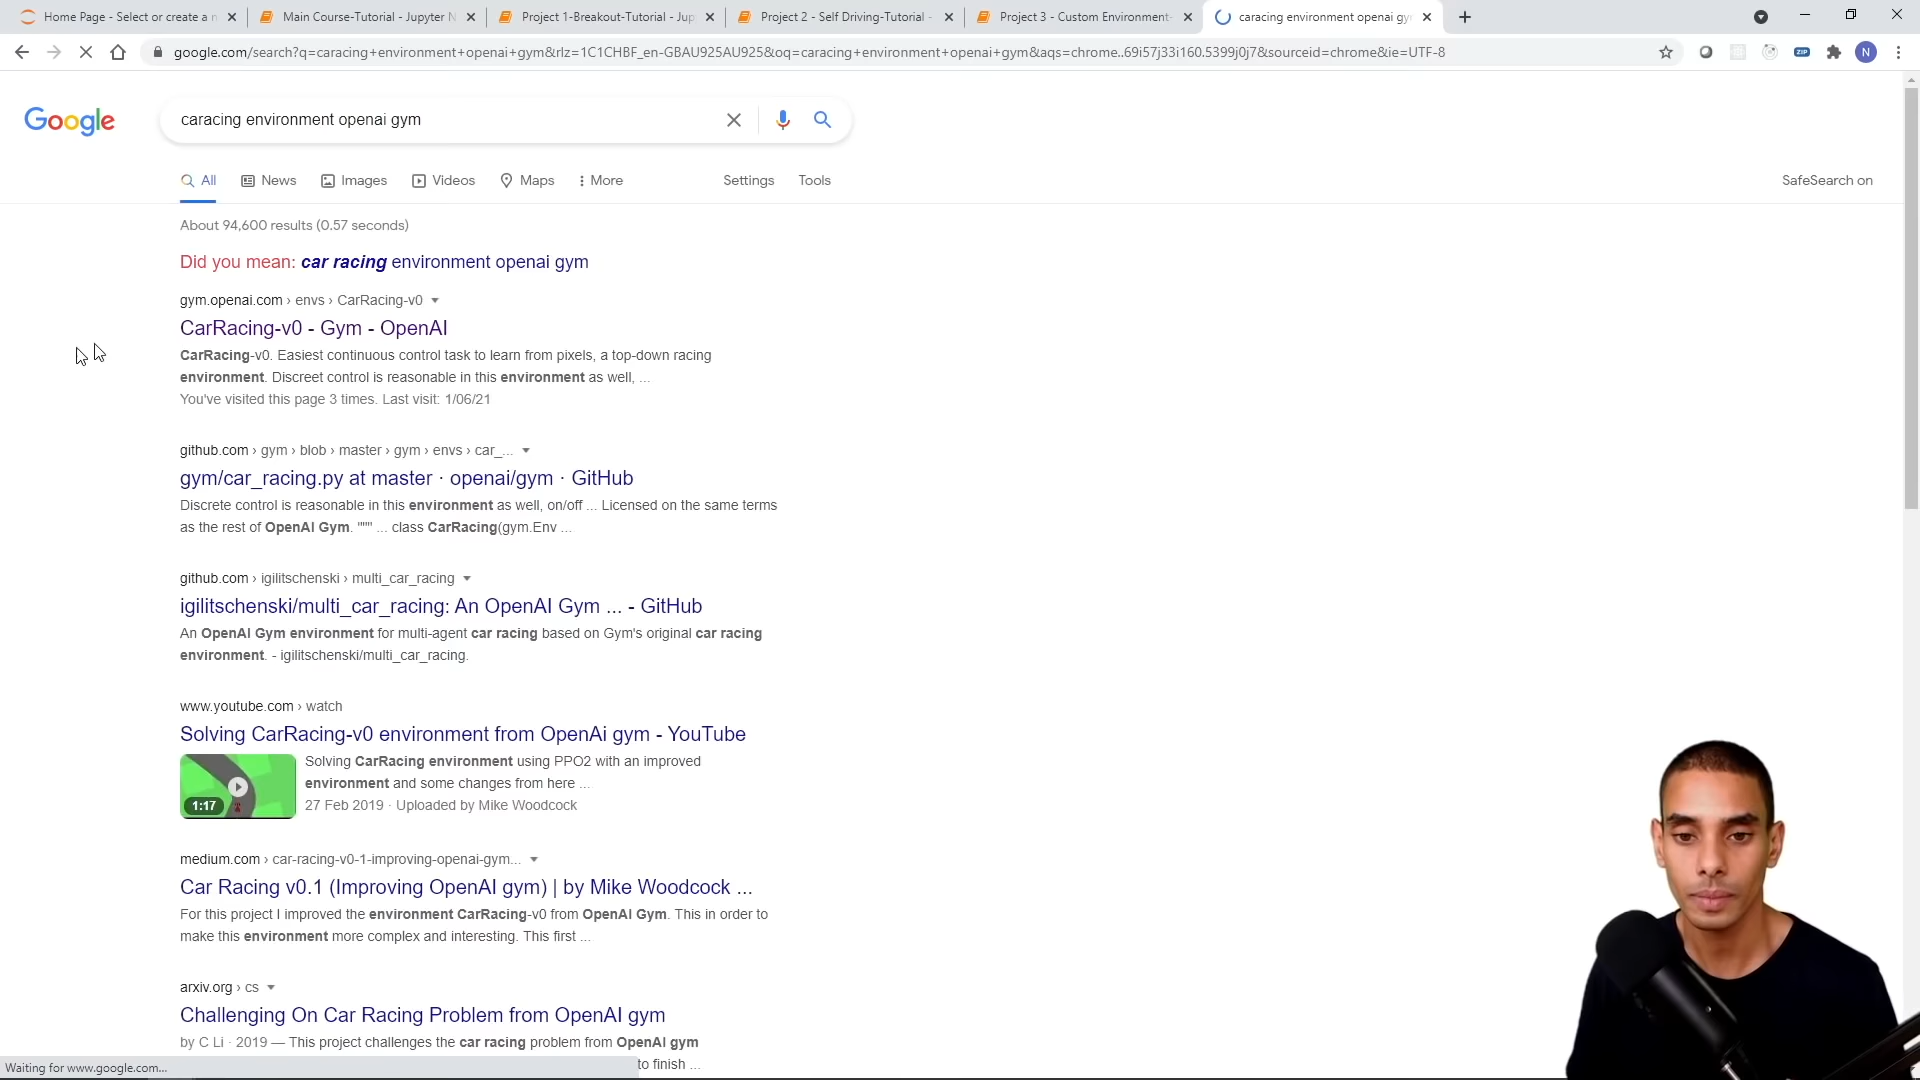 Home Page - Select or create a n
Main Course-Tutorial - Jupyter N
Project 1-Breakout-Tutorial - Jup
Project 2 - Self Driving-Tutorial -
Project 3 - Custom Environment-
caracing environment openai gy
google.com/search?q=caracing+environment+openai+gym&rlz=1C1CHBF_en-GBAU925AU925&oq=caracing+environment+openai+gym&aqs=chrome..69i57j33i160.5399j0j7&sourceid=chrome&ie=UTF-8
ZIP
N
Google
caracing environment openai gym
All
News
Images
Videos
Maps
More
Settings
Tools
SafeSearch on
About 94,600 results (0.57 seconds)
Did you mean: car racing environment openai gym
gym.openai.com › envs › CarRacing-v0
CarRacing-v0 - Gym - OpenAI
CarRacing-v0. Easiest continuous control task to learn from pixels, a top-down racing
environment. Discreet control is reasonable in this environment as well, ...
You've visited this page 3 times. Last visit: 1/06/21
github.com › gym › blob › master › gym › envs › car_...
gym/car_racing.py at master · openai/gym · GitHub
Discrete control is reasonable in this environment as well, on/off ... Licensed on the same terms
as the rest of OpenAI Gym. """ ... class CarRacing(gym.Env ...
github.com › igilitschenski › multi_car_racing
igilitschenski/multi_car_racing: An OpenAI Gym ... - GitHub
An OpenAI Gym environment for multi-agent car racing based on Gym's original car racing
environment. - igilitschenski/multi_car_racing.
www.youtube.com › watch
Solving CarRacing-v0 environment from OpenAi gym - YouTube
1:17
Solving CarRacing environment using PPO2 with an improved
environment and some changes from here ...
27 Feb 2019 · Uploaded by Mike Woodcock
medium.com › car-racing-v0-1-improving-openai-gym...
Car Racing v0.1 (Improving OpenAI gym) | by Mike Woodcock ...
For this project I improved the environment CarRacing-v0 from OpenAI Gym. This in order to
make this environment more complex and interesting. This first ...
arxiv.org › cs
Challenging On Car Racing Problem from OpenAI gym
by C Li · 2019 — This project challenges the car racing problem from OpenAI gym
to finish ...
Waiting for www.google.com...